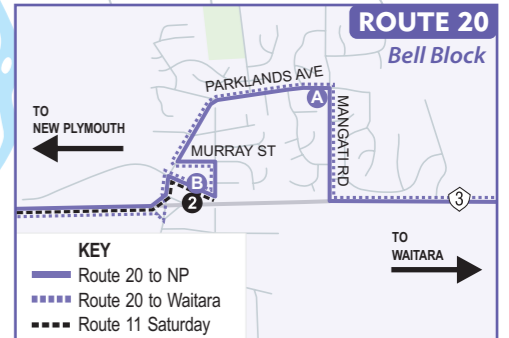 ROUTE 20
Bell Block
PARKLANDS AVE
A
MANGATI RD
TO
NEW PLYMOUTH
MURRAY ST
B
2
3
TO
WAITARA
KEY
Route 20 to NP
Route 20 to Waitara
Route 11 Saturday